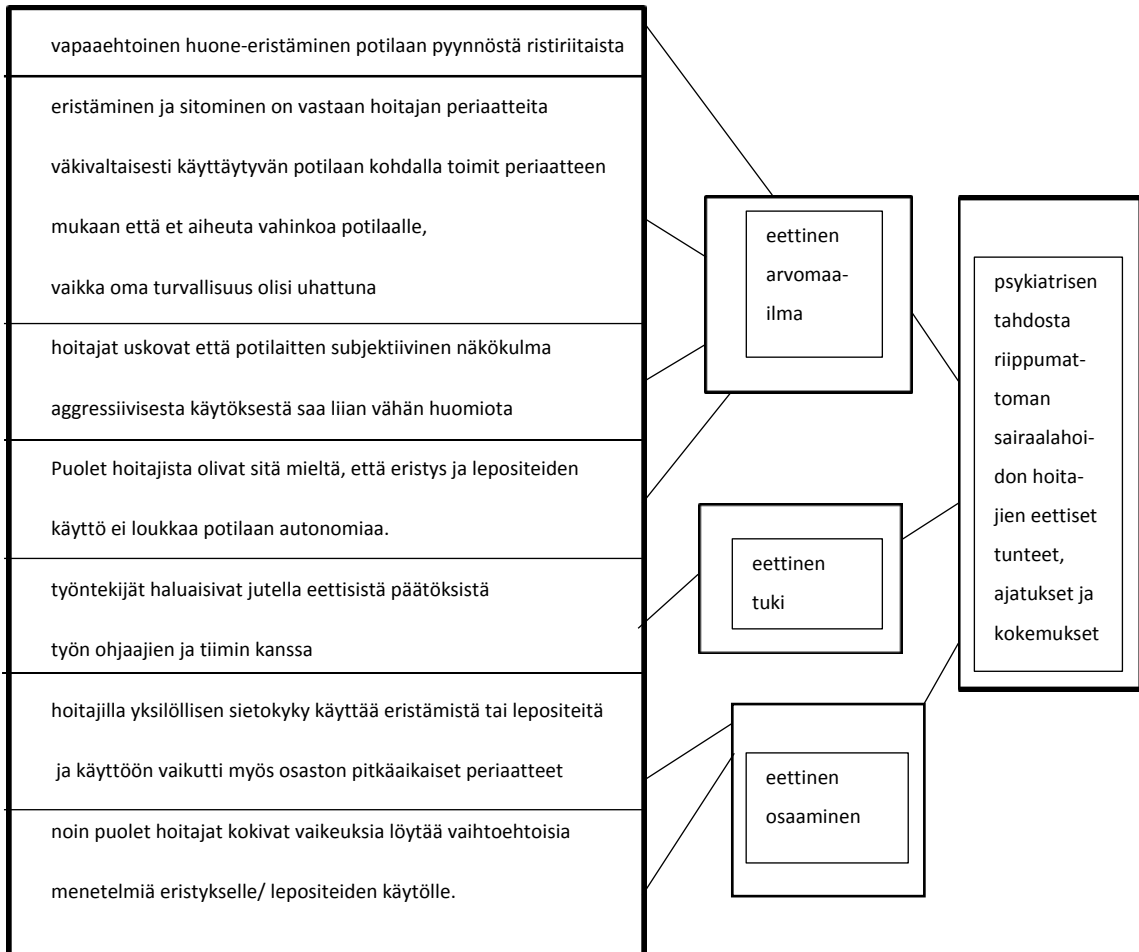 vapaaehtoinen huone-eristäminen potilaan pyynnöstä ristiriitaista
eristäminen ja sitominen on vastaan hoitajan periaatteita
väkivaltaisesti käyttäytyvän potilaan kohdalla toimit periaatteen
mukaan että et aiheuta vahinkoa potilaalle,
vaikka oma turvallisuus olisi uhattuna
hoitajat uskovat että potilaitten subjektiivinen näkökulma
aggressiivisesta käytöksestä saa liian vähän huomiota
Puolet hoitajista olivat sitä mieltä, että eristys ja lepositeiden
käyttö ei loukkaa potilaan autonomiaa.
työntekijät haluaisivat jutella eettisistä päätöksistä
työn ohjaajien ja tiimin kanssa
hoitajilla yksilöllisen sietokyky käyttää eristämistä tai lepositeitä
ja käyttöön vaikutti myös osaston pitkäaikaiset periaatteet
noin puolet hoitajat kokivat vaikeuksia löytää vaihtoehtoisia
menetelmiä eristykselle/ lepositeiden käytölle.
eettinen
arvomaa-
ilma
eettinen
tuki
eettinen
osaaminen
psykiatrisen
tahdosta
riippumat-
toman
sairaalahoi-
don hoita-
jien eettiset
tunteet,
ajatukset ja
kokemukset